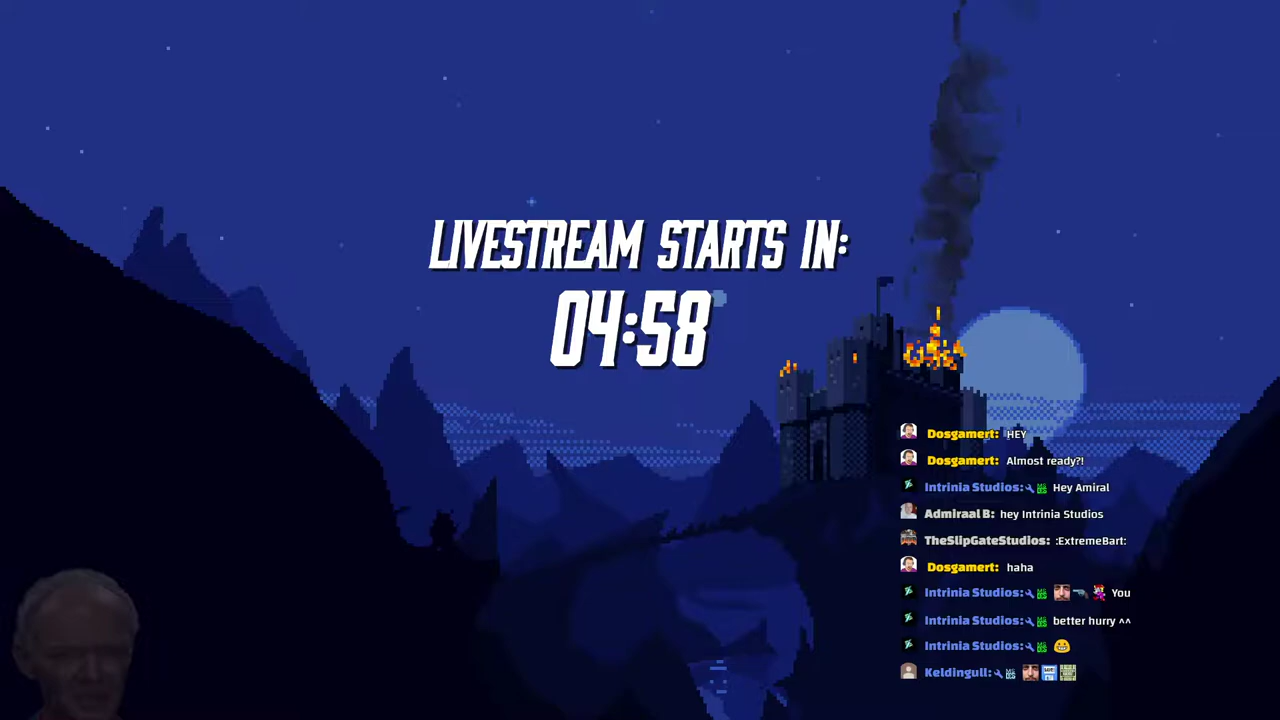 LIVESTREAM STARTS IN:
04:58
Dosgamert: HEY
Dosgamert: Almost ready?!
Intrinia Studios: Hey Amiral
Admiraal B: hey Intrinia Studios
TheSlipGateStudios: :ExtremeBart:
Dosgamert: haha
Intrinia Studios: You
Intrinia Studios: better hurry ^^
Intrinia Studios:
Keldingull: